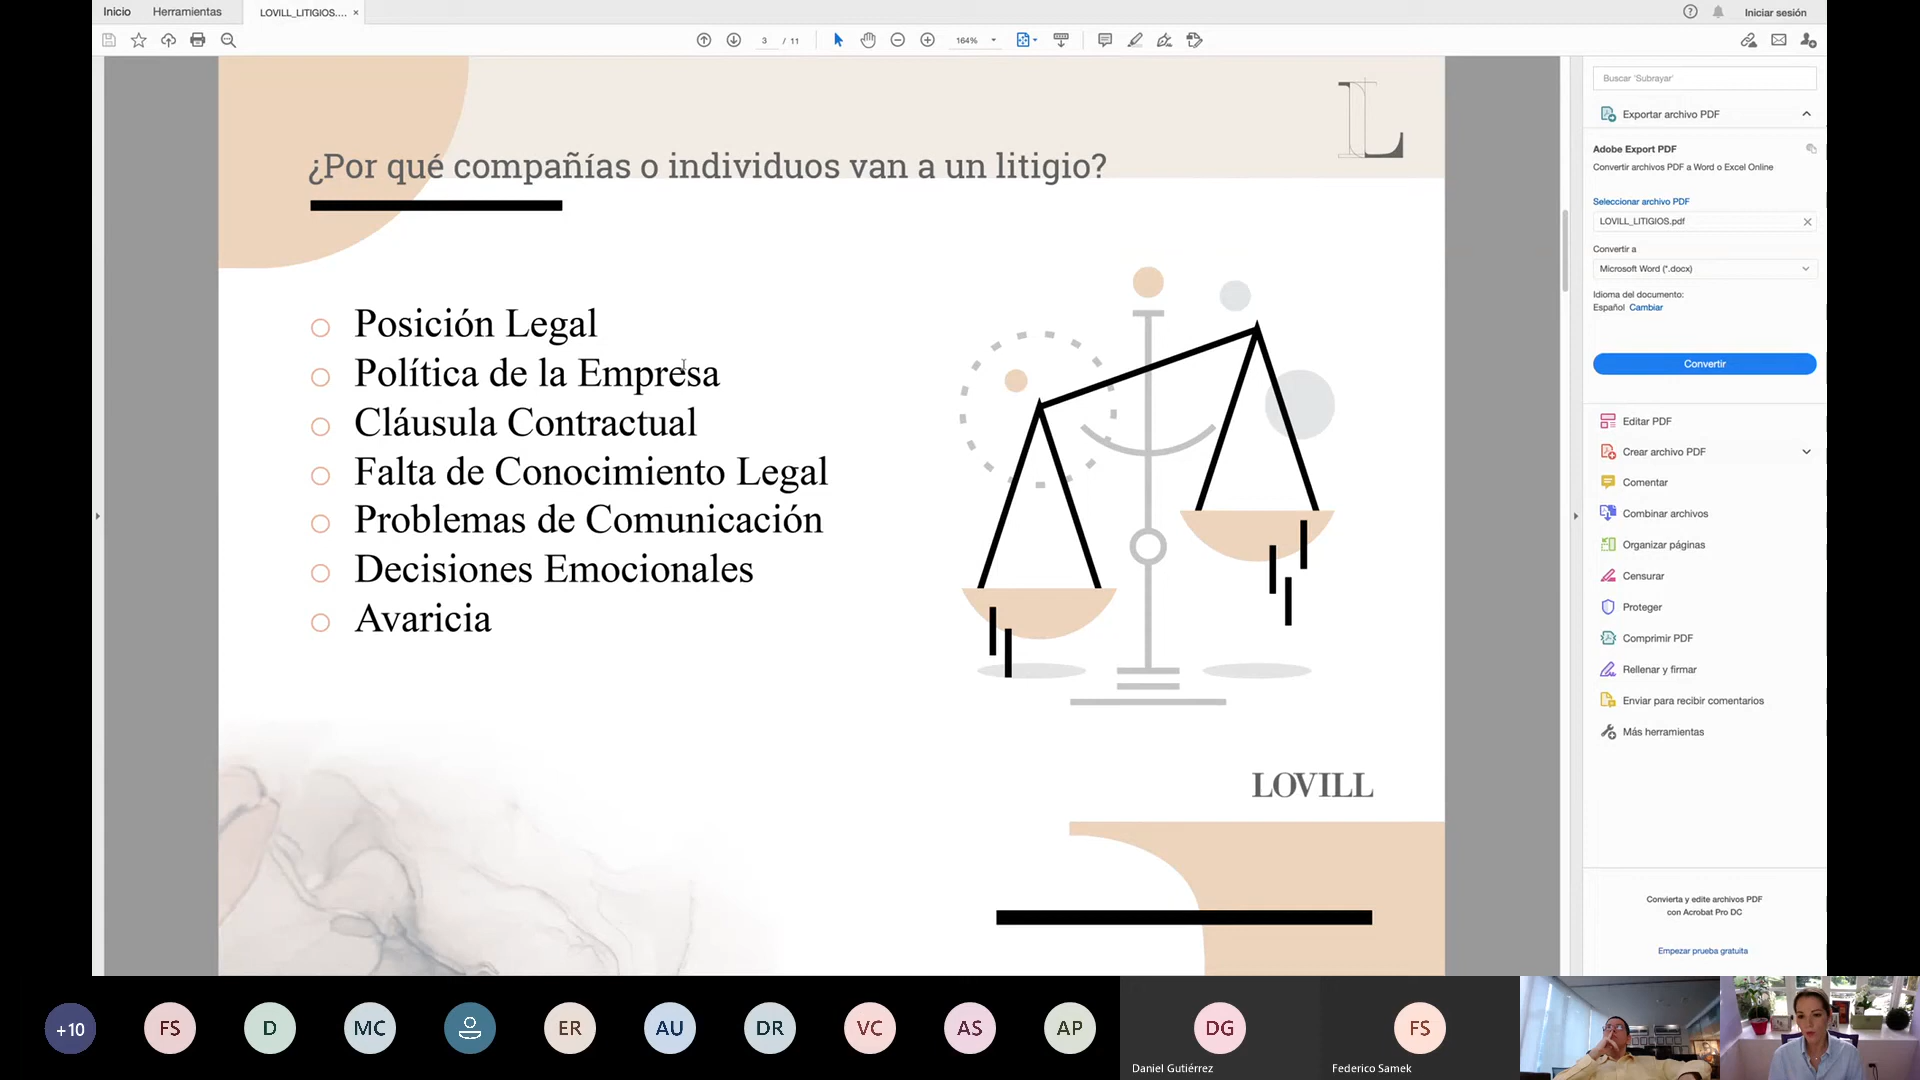 Inicio
Herramientas
LOVILL_LITIGIOS....
Iniciar sesión
3 / 11
164%
¿Por qué compañías o individuos van a un litigio?
L
Posición Legal
Política de la Empresa
Cláusula Contractual
Falta de Conocimiento Legal
Problemas de Comunicación
Decisiones Emocionales
Avaricia
LOVILL
Buscar 'Subrayar'
Exportar archivo PDF
Adobe Export PDF
Convertir archivos PDF a Word o Excel Online
Seleccionar archivo PDF
LOVILL_LITIGIOS.pdf
Convertir a
Microsoft Word (*.docx)
Idioma del documento:
Español Cambiar
Convertir
Editar PDF
Crear archivo PDF
Comentar
Combinar archivos
Organizar páginas
Censurar
Proteger
Comprimir PDF
Rellenar y firmar
Enviar para recibir comentarios
Más herramientas
Convierta y edite archivos PDF
con Acrobat Pro DC
Empezar prueba gratuita
+10
FS
D
MC
ER
AU
DR
VC
AS
AP
DG
Daniel Gutiérrez
FS
Federico Samek